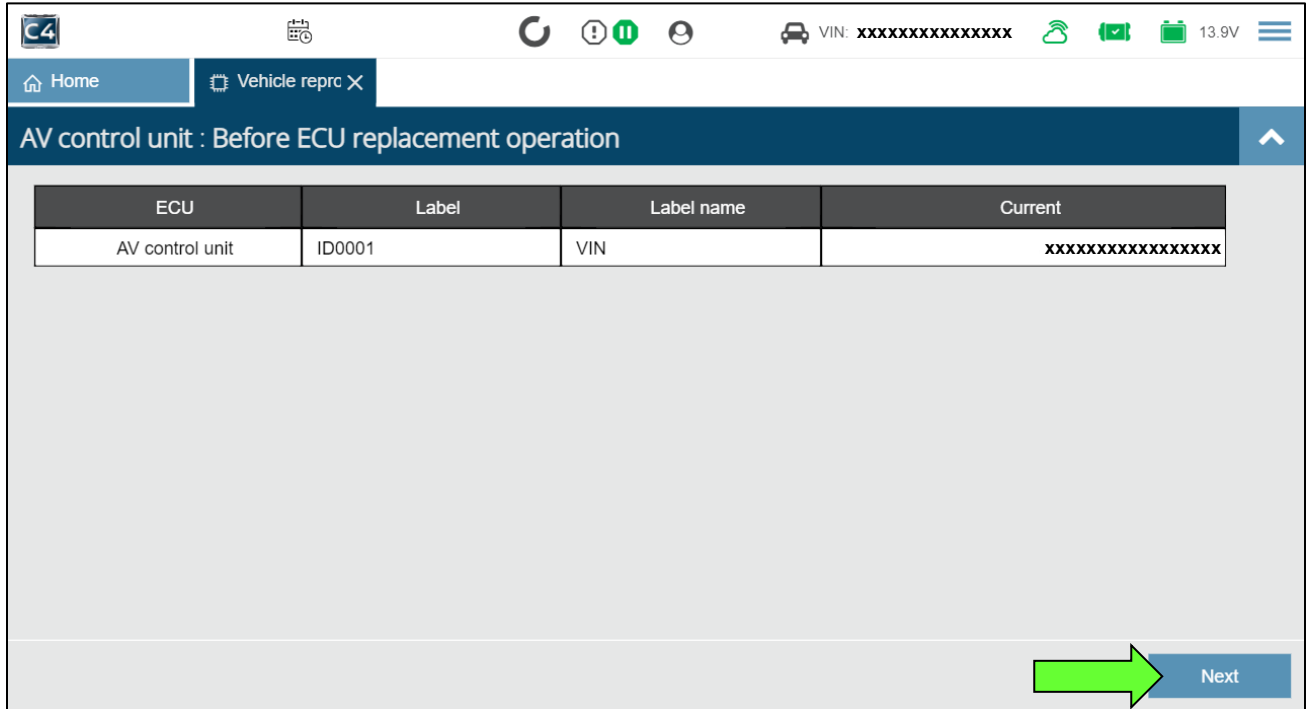 C4 VIN: xxxxxxxxxxxxxxx 13.9V
Home Vehicle repro
AV control unit : Before ECU replacement operation
ECU Label Label name Current
AV control unit ID0001 VIN xxxxxxxxxxxxxxxxx
Next